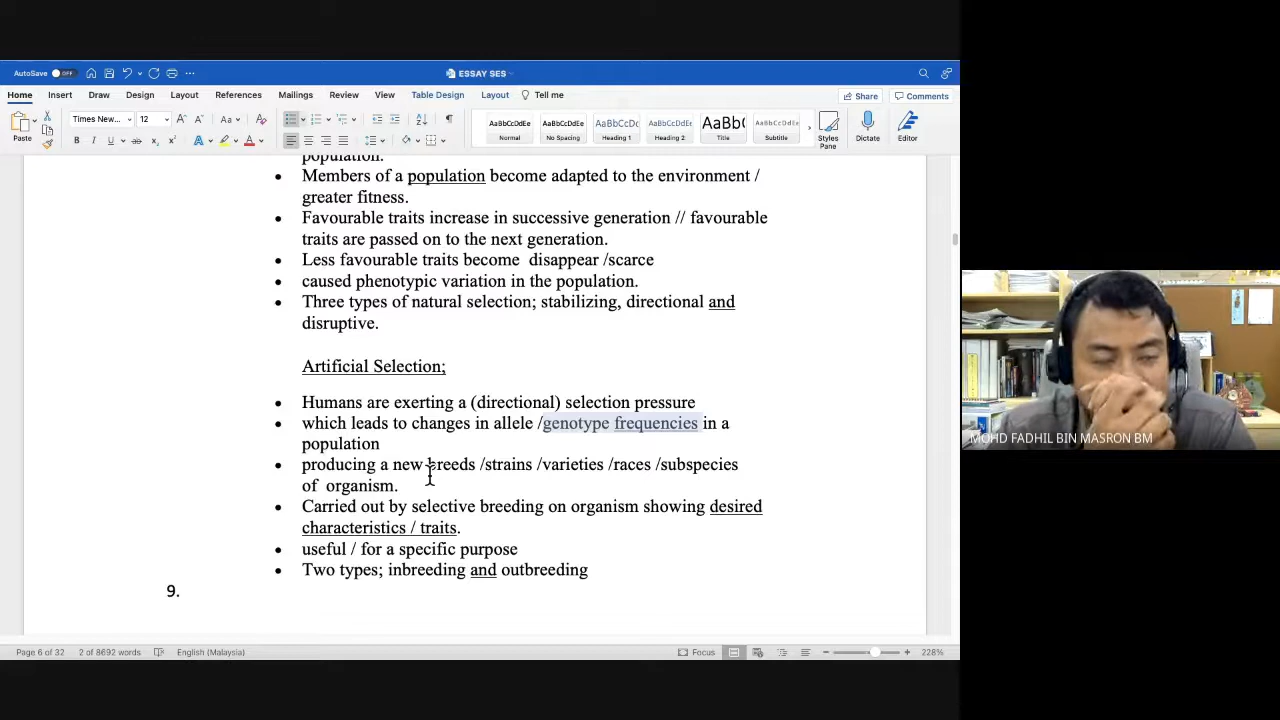 AutoSave OFF
ESSAY SES
Home Insert Draw Design Layout References Mailings Review View Table Design Layout Tell me
Share Comments
Paste
Times New... 12
Normal
No Spacing
Heading 1
Heading 2
Title
Subtitle
Styles Pane
Dictate
Editor
population.
• Members of a population become adapted to the environment /
greater fitness.
• Favourable traits increase in successive generation // favourable
traits are passed on to the next generation.
• Less favourable traits become disappear /scarce
• caused phenotypic variation in the population.
• Three types of natural selection; stabilizing, directional and
disruptive.
Artificial Selection;
• Humans are exerting a (directional) selection pressure
• which leads to changes in allele /genotype frequencies in a
population
• producing a new breeds /strains /varieties /races /subspecies
of organism.
• Carried out by selective breeding on organism showing desired
characteristics / traits.
• useful / for a specific purpose
• Two types; inbreeding and outbreeding
9.
Page 6 of 32 2 of 8692 words English (Malaysia) Focus 228%
MOHD FADHIL BIN MASRON BM